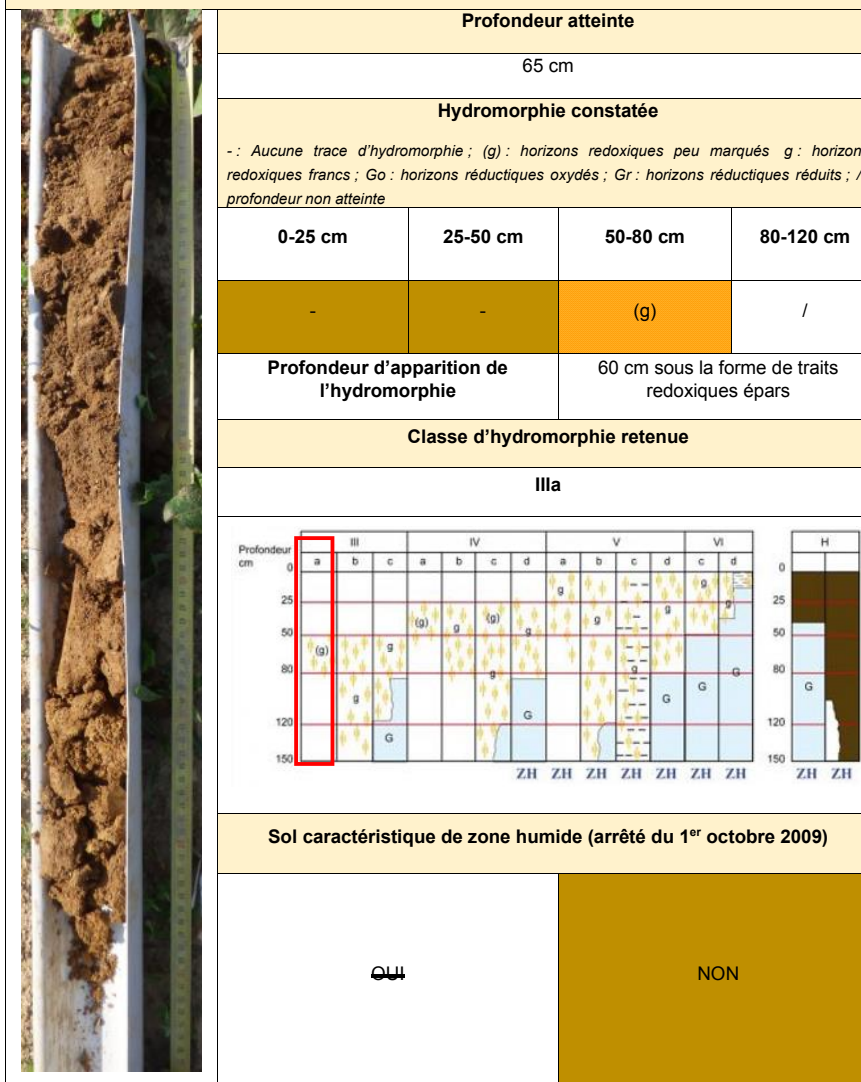 Profondeur atteinte
65 cm
Hydromorphie constatée
- : Aucune trace d'hydromorphie ; (g) : horizons redoxiques peu marqués g : horizon
redoxiques francs ; Go : horizons réductiques oxydés ; Gr : horizons réductiques réduits ; /
profondeur non atteinte
0-25 cm 25-50 cm 50-80 cm 80-120 cm
- - (g) /
Profondeur d'apparition de l'hydromorphie
60 cm sous la forme de traits redoxiques épars
Classe d'hydromorphie retenue
IIIa
Profondeur cm
III IV V VI H
a b c a b c d a b c d c d
0 0
g g
25 25
(g) g (g) g g g g
50 50
(g) g
80 80
g g g G G G G G
120 120
G
150 150
ZH ZH ZH ZH ZH ZH ZH ZH ZH
Sol caractéristique de zone humide (arrêté du 1er octobre 2009)
OUI NON